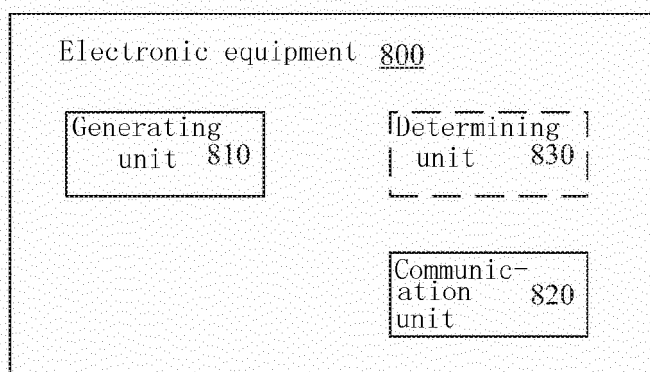 Electronic equipment 800
Generating
unit 810
Determining
unit 830
Communic-
ation 820
unit